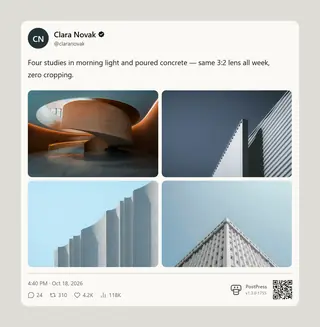 CN
Clara Novak
@claranovak
Four studies in morning light and poured concrete — same 3:2 lens all week,
zero cropping.
4:40 PM · Oct 18, 2026
24 310 4.2K 118K
PostPress